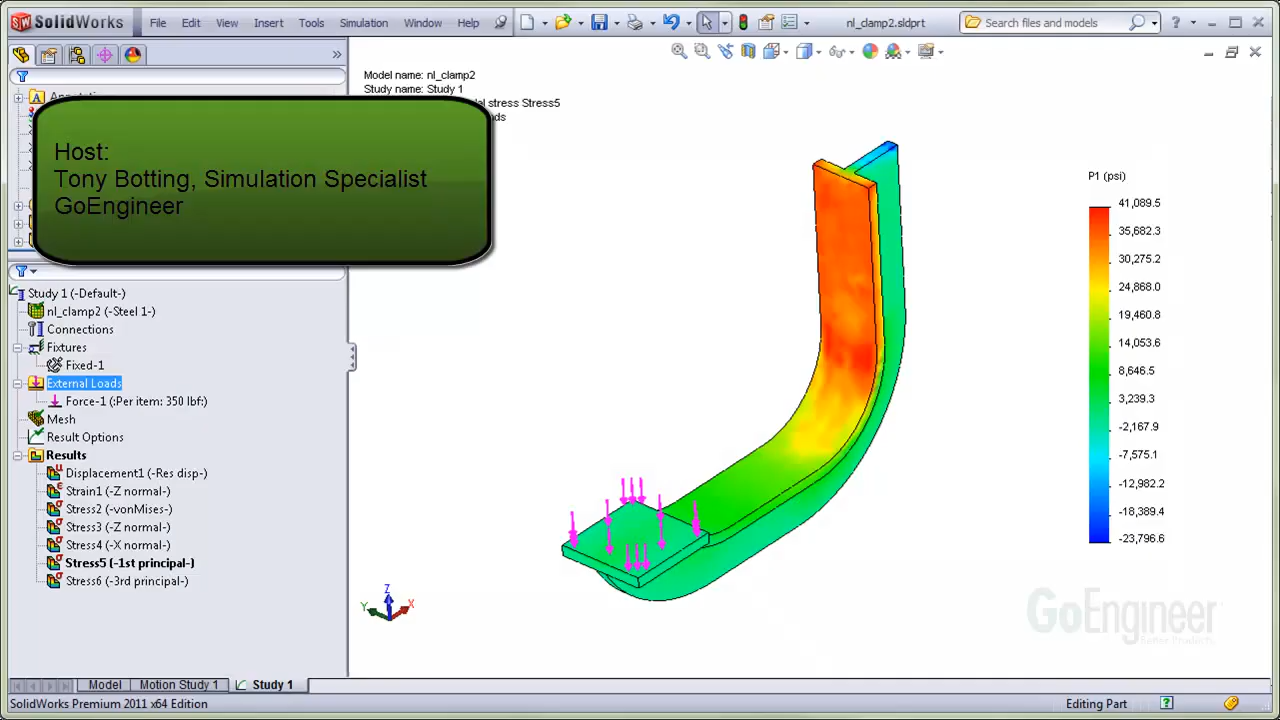 SolidWorks
File Edit View Insert Tools Simulation Window Help
nl_clamp2.sldprt
Search files and models
Model name: nl_clamp2
Study name: Study 1
al stress Stress5
Host:
Tony Botting, Simulation Specialist
GoEngineer
P1 (psi)
41,089.5
35,682.3
30,275.2
24,868.0
19,460.8
14,053.6
8,646.5
3,239.3
-2,167.9
-7,575.1
-12,982.2
-18,389.4
-23,796.6
Study 1 (-Default-)
nl_clamp2 (-Steel 1-)
Connections
Fixtures
Fixed-1
External Loads
Force-1 (:Per item: 350 lbf:)
Mesh
Result Options
Results
Displacement1 (-Res disp-)
Strain1 (-Z normal-)
Stress2 (-vonMises-)
Stress3 (-Z normal-)
Stress4 (-X normal-)
Stress5 (-1st principal-)
Stress6 (-3rd principal-)
Z
Y X
GoEngineer
Model Motion Study 1 Study 1
SolidWorks Premium 2011 x64 Edition
Editing Part